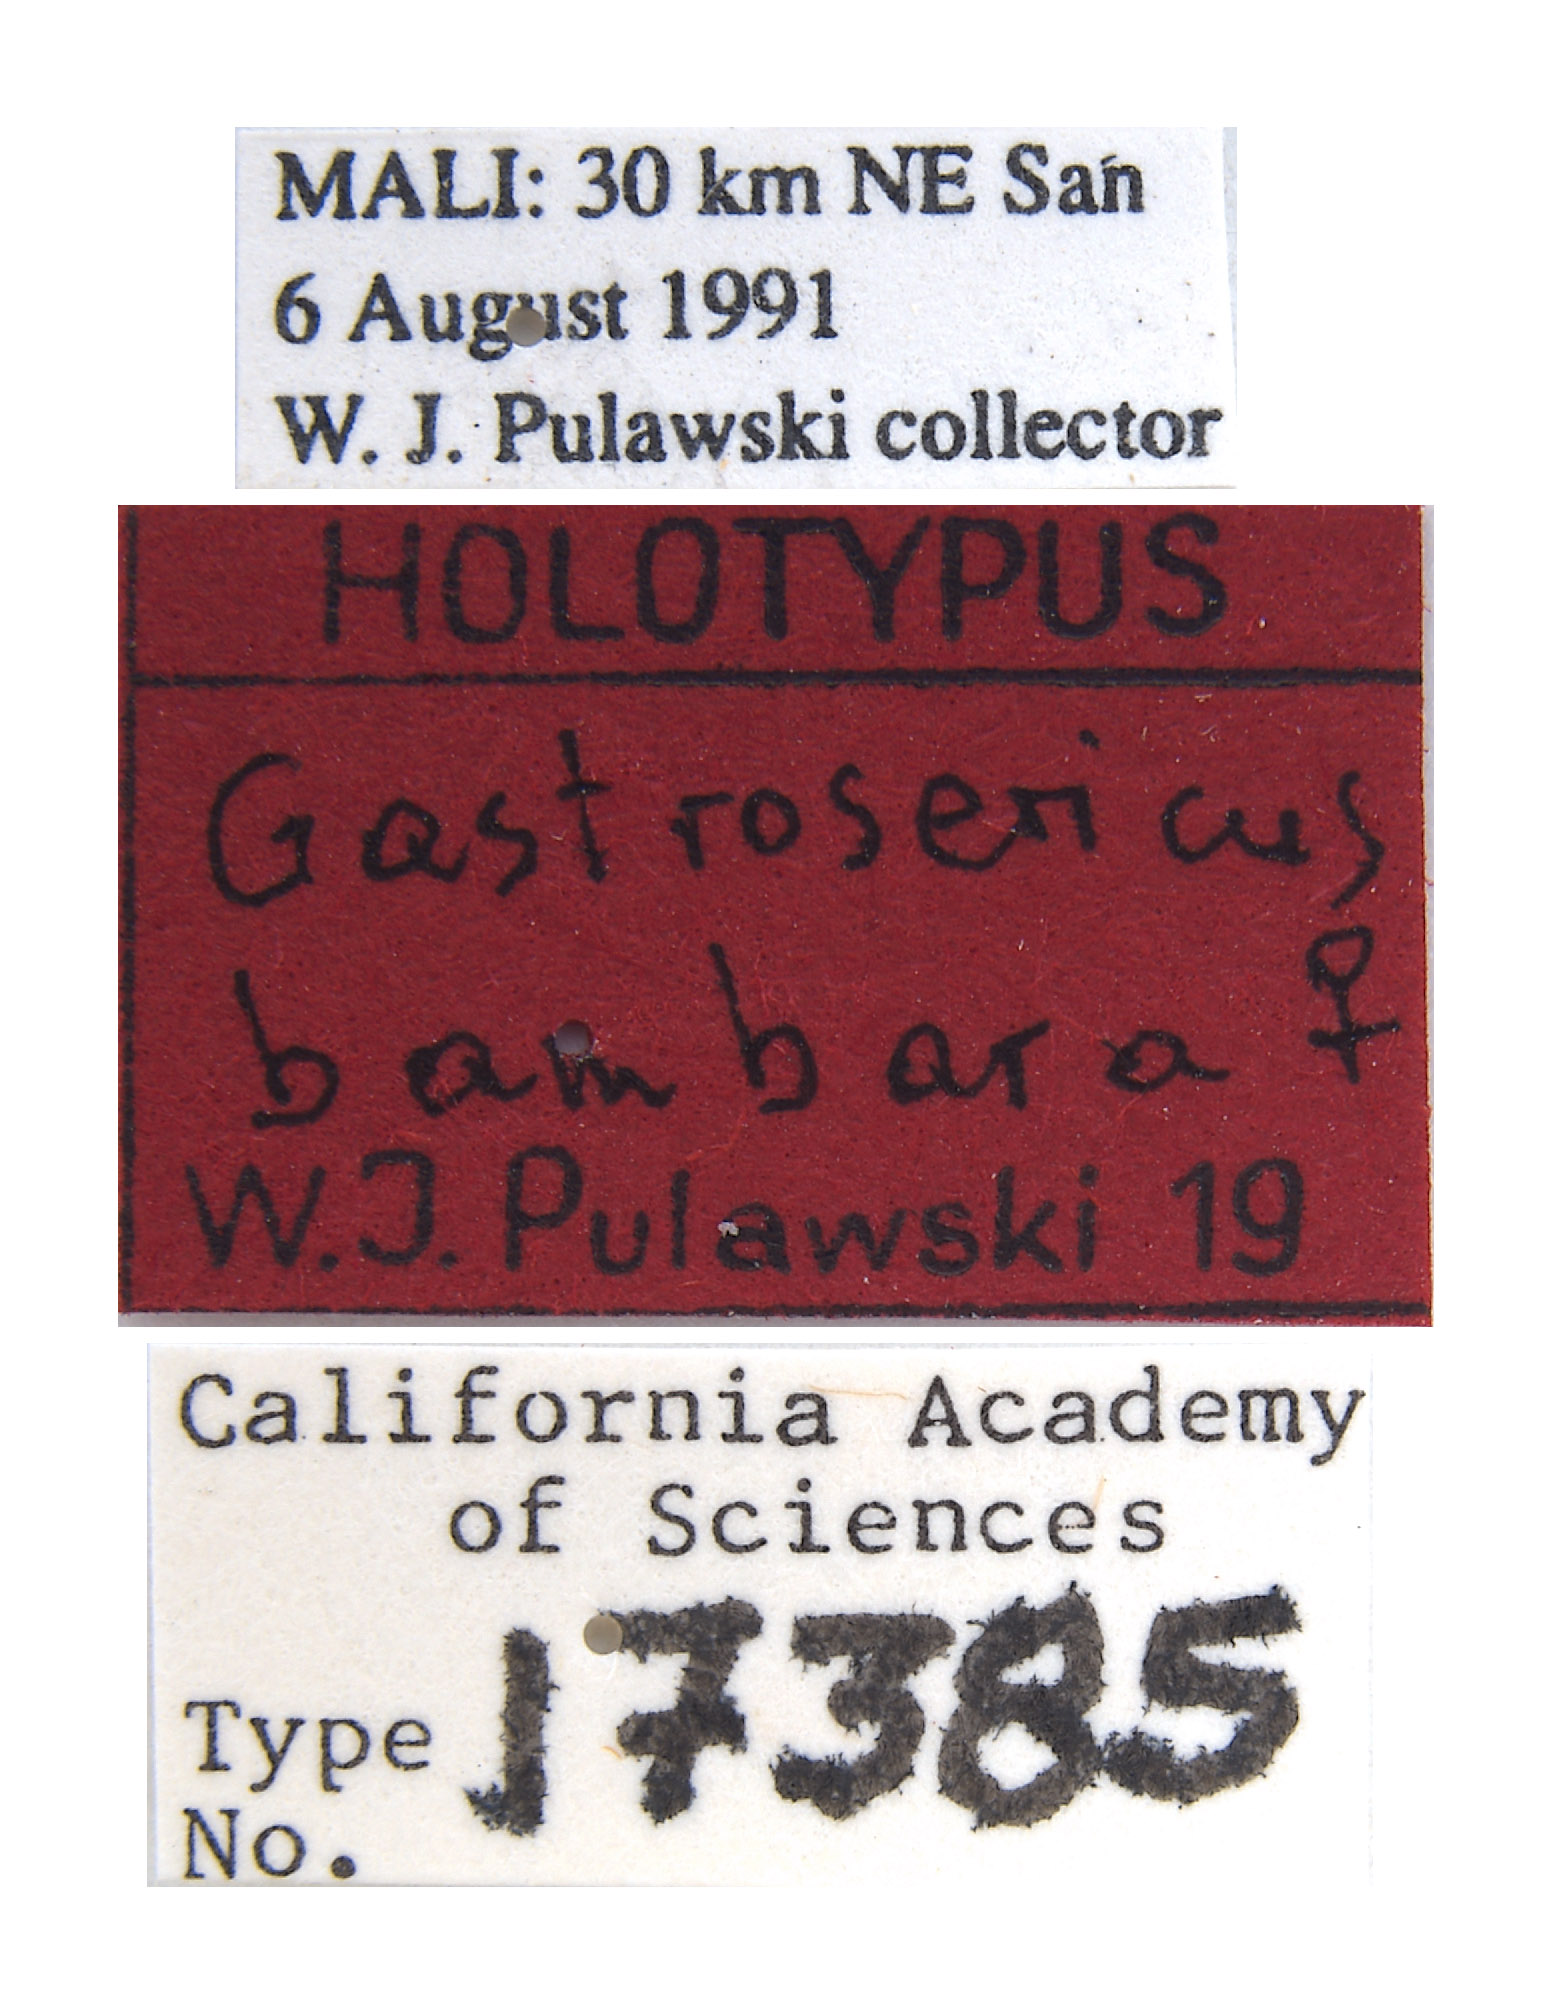 MALI: 30 km NE San
6 August 1991
W. J. Pulawski collector
HOLOTYPUS
Gastrosericus
bambara ♀
W.J. Pulawski 19
California Academy
of Sciences
Type 17385
No.